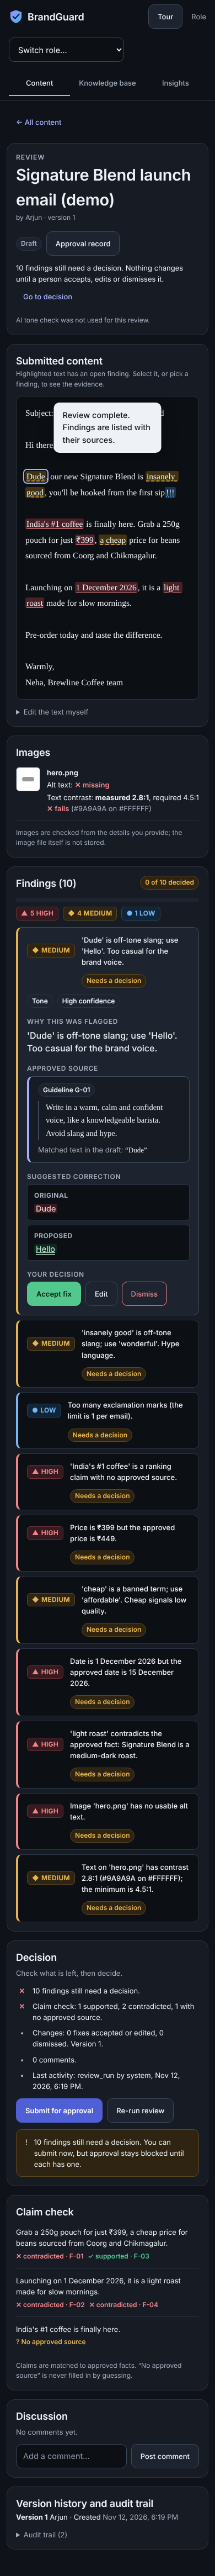 BrandGuard
Tour
Role
Switch role...
Content
Knowledge base
Insights
← All content
REVIEW
Signature Blend launch
email (demo)
by Arjun · version 1
Draft
Approval record
10 findings still need a decision. Nothing changes
until a person accepts, edits or dismisses it.
Go to decision
AI tone check was not used for this review.
Submitted content
Highlighted text has an open finding. Select it, or pick a
finding, to see the evidence.
Subject:
d
Review complete.
Findings are listed with
their sources.
Hi there
Dude, our new Signature Blend is insanely
good, you'll be hooked from the first sip!!!
India's #1 coffee is finally here. Grab a 250g
pouch for just ₹399, a cheap price for beans
sourced from Coorg and Chikmagalur.
Launching on 1 December 2026, it is a light
roast made for slow mornings.
Pre-order today and taste the difference.
Warmly,
Neha, Brewline Coffee team
▶ Edit the text myself
Images
hero.png
Alt text: ✕ missing
Text contrast: measured 2.8:1, required 4.5:1
✕ fails (#9A9A9A on #FFFFFF)
Images are checked from the details you provide; the
image file itself is not stored.
Findings (10)
0 of 10 decided
▲ 5 HIGH
◆ 4 MEDIUM
● 1 LOW
◆ MEDIUM
'Dude' is off-tone slang; use
'Hello'. Too casual for the
brand voice.
Needs a decision
Tone
High confidence
WHY THIS WAS FLAGGED
'Dude' is off-tone slang; use 'Hello'.
Too casual for the brand voice.
APPROVED SOURCE
Guideline G-01
Write in a warm, calm and confident
voice, like a knowledgeable barista.
Avoid slang and hype.
Matched text in the draft: “Dude”
SUGGESTED CORRECTION
ORIGINAL
Dude
PROPOSED
Hello
YOUR DECISION
Accept fix
Edit
Dismiss
◆ MEDIUM
'insanely good' is off-tone
slang; use 'wonderful'. Hype
language.
Needs a decision
● LOW
Too many exclamation marks (the
limit is 1 per email).
Needs a decision
▲ HIGH
'India's #1 coffee' is a ranking
claim with no approved source.
Needs a decision
▲ HIGH
Price is ₹399 but the approved
price is ₹449.
Needs a decision
◆ MEDIUM
'cheap' is a banned term; use
'affordable'. Cheap signals low
quality.
Needs a decision
▲ HIGH
Date is 1 December 2026 but the
approved date is 15 December
2026.
Needs a decision
▲ HIGH
'light roast' contradicts the
approved fact: Signature Blend is a
medium-dark roast.
Needs a decision
▲ HIGH
Image 'hero.png' has no usable alt
text.
Needs a decision
◆ MEDIUM
Text on 'hero.png' has contrast
2.8:1 (#9A9A9A on #FFFFFF);
the minimum is 4.5:1.
Needs a decision
Decision
Check what is left, then decide.
✕ 10 findings still need a decision.
✕ Claim check: 1 supported, 2 contradicted, 1 with
no approved source.
• Changes: 0 fixes accepted or edited, 0
dismissed. Version 1.
• 0 comments.
• Last activity: review_run by system, Nov 12,
2026, 6:19 PM.
Submit for approval
Re-run review
! 10 findings still need a decision. You can
submit now, but approval stays blocked until
each has one.
Claim check
Grab a 250g pouch for just ₹399, a cheap price for
beans sourced from Coorg and Chikmagalur.
✕ contradicted · F-01 ✓ supported · F-03
Launching on 1 December 2026, it is a light roast
made for slow mornings.
✕ contradicted · F-02 ✕ contradicted · F-04
India's #1 coffee is finally here.
? No approved source
Claims are matched to approved facts. “No approved
source” is never filled in by guessing.
Discussion
No comments yet.
Add a comment...
Post comment
Version history and audit trail
Version 1 Arjun · Created Nov 12, 2026, 6:19 PM
▶ Audit trail (2)